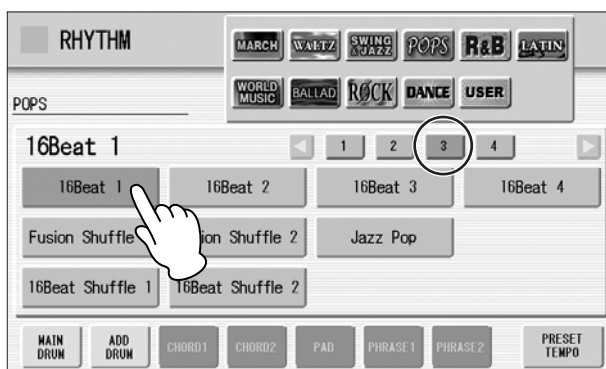 RHYTHM
MARCH WALTZ SWING & JAZZ POPS R&B LATIN
WORLD MUSIC BALLAD ROCK DANCE USER
POPS
16Beat 1 1 2 3 4
16Beat 1 16Beat 2 16Beat 3 16Beat 4
Fusion Shuffle ion Shuffle 2 Jazz Pop
16Beat Shuffle 1 16Beat Shuffle 2
MAIN DRUM ADD DRUM CHORD1 CHORD2 PAD PHRASE1 PHRASE2 PRESET TEMPO